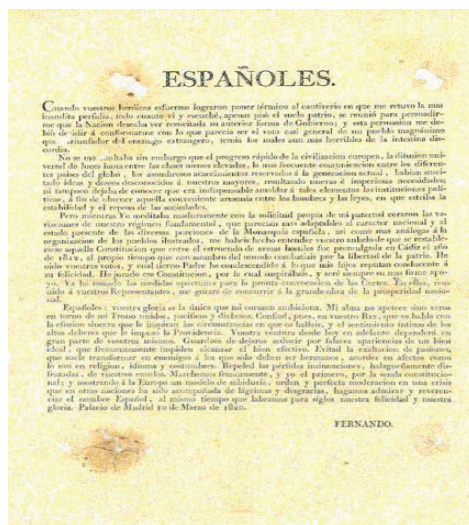 ESPAÑOLES.
Cuando vuestros heróicos esfuerzos lograron poner término al cautiverio en que me retuvo la mas
inaudita perfidia, todo cuanto ví y escuché, apenas pisé el suelo patrio, se reunió para persuadir-
me que la Nacion deseaba ver resucitada su anterior forma de Gobierno; y esta persuasion me de-
bió decidir á conformarme con lo que parecía ser el voto casi general de un pueblo magnánimo
que triunfador del enemigo extrangero, temia los males aun mas horribles de la intestina dis-
cordia.
No se me ocultaba sin embargo que el progreso rápido de la civilizacion europea, la difusion uni-
versal de luces hasta entre las clases menos elevadas, la mas frecuente comunicacion entre los diferen-
tes paises del globo, los asombrosos acaecimientos reservados á la generacion actual, habian susci-
tado ideas y deseos desconocidos á nuestros mayores, resultando nuevas é imperiosas necesidades;
ni tampoco dejaba de conocer que era indispensable amoldar á tales elementos las instituciones polí-
ticas, á fin de obtener aquella conveniente armonía entre los hombres y las leyes, en que estriba la
estabilidad y el reposo de las sociedades.
Pero mientras Yo meditaba maduramente con la solicitud propia de mi paternal corazon las va-
riaciones de nuestro régimen fundamental, que parecian mas adaptables al caracter nacional y al
estado presente de las diversas porciones de la Monarquía española, así como mas análogas á la
organizacion de los pueblos ilustrados, me habeis hecho entender vuestro anhelo de que se restable-
ciese aquella Constitucion que entre el estruendo de armas hostiles fue promulgada en Cádiz el año
de 1812, al propio tiempo que con asombro del mundo combatiais por la libertad de la patria. He
oido vuestros votos, y cual tierno Padre he condescendido á lo que mis hijos reputan conducente á
su felicidad. He jurado esa Constitucion, por la cual suspirabais, y seré siempre su mas firme apo-
yo. Ya he tomado las medidas oportunas para la pronta convocacion de las Córtes. En ellas, reu-
nido á vuestros Representantes, me gozaré de concurrir á la grande obra de la prosperidad nacio-
nal.
Españoles: vuestra gloria es la única que mi corazon ambiciona. Mi alma no apetece sino veros
en torno de mi Trono unidos, pacíficos y dichosos. Confiad, pues, en vuestro Rey, que os habla con
la efusion sincera que le inspiran las circunstancias en que os hallais, y el sentimiento íntimo de los
altos deberes que le impuso la Providencia. Vuestra ventura desde hoy en adelante dependerá en
gran parte de vosotros mismos. Guardaos de dejaros seducir por falaces apariencias de un bien
ideal, que frecuentemente impiden alcanzar el bien efectivo. Evitad la exaltacion de pasiones,
que suele transformar en enemigos á los que solo deben ser hermanos, acordes en afectos como
lo son en religion, idioma y costumbres. Repeled las pérfidas insinuaciones, halagüeñamente dis-
frazadas, de vuestros émulos. Marchemos francamente, y yo el primero, por la senda constitucio-
nal; y mostrando á la Europa un modelo de sabiduría, orden y perfecta moderacion en una crísis
que en otras naciones ha sido acompañada de lágrimas y desgracias, hagamos admirar y reveren-
ciar el nombre Español, al mismo tiempo que labramos para siglos nuestra felicidad y nuestra
gloria. Palacio de Madrid 10 de Marzo de 1820.
FERNANDO.